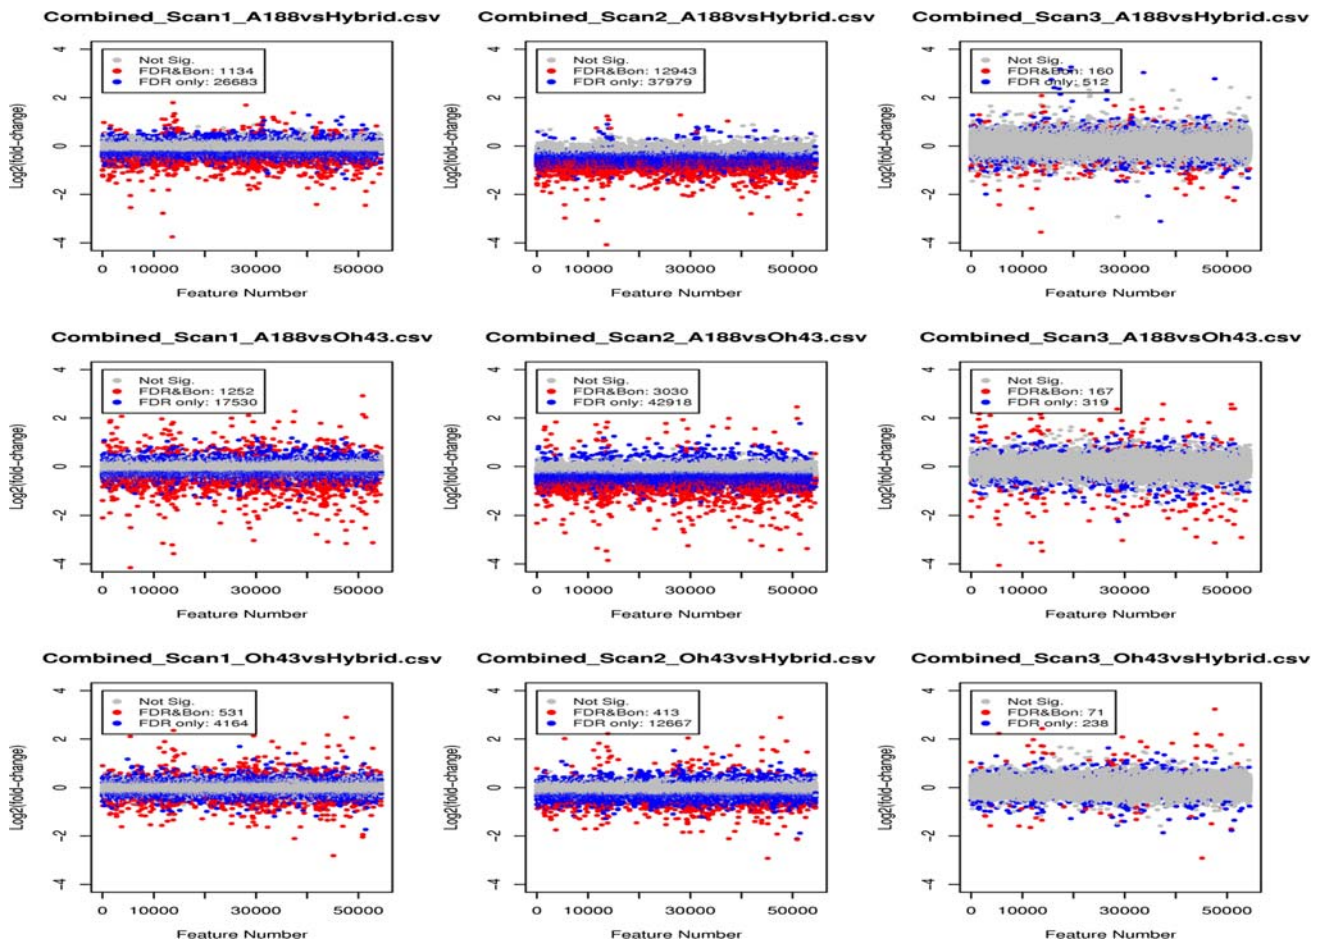 Combined_Scan1_A188vsHybrid.csv
Log2(fold-change)
4
2
0
-2
-4
Not Sig.
FDR&Bon: 1134
FDR only: 26683
0 10000 30000 50000
Feature Number
Combined_Scan2_A188vsHybrid.csv
Log2(fold-change)
4
2
0
-2
-4
Not Sig.
FDR&Bon: 12943
FDR only: 37979
0 10000 30000 50000
Feature Number
Combined_Scan3_A188vsHybrid.csv
Log2(fold-change)
4
2
0
-2
-4
Not Sig.
FDR&Bon: 160
FDR only: 512
0 10000 30000 50000
Feature Number
Combined_Scan1_A188vsOh43.csv
Log2(fold-change)
4
2
0
-2
-4
Not Sig.
FDR&Bon: 1252
FDR only: 17530
0 10000 30000 50000
Feature Number
Combined_Scan2_A188vsOh43.csv
Log2(fold-change)
4
2
0
-2
-4
Not Sig.
FDR&Bon: 3030
FDR only: 42918
0 10000 30000 50000
Feature Number
Combined_Scan3_A188vsOh43.csv
Log2(fold-change)
4
2
0
-2
-4
Not Sig.
FDR&Bon: 167
FDR only: 319
0 10000 30000 50000
Feature Number
Combined_Scan1_Oh43vsHybrid.csv
Log2(fold-change)
4
2
0
-2
-4
Not Sig.
FDR&Bon: 531
FDR only: 4164
0 10000 30000 50000
Feature Number
Combined_Scan2_Oh43vsHybrid.csv
Log2(fold-change)
4
2
0
-2
-4
Not Sig.
FDR&Bon: 413
FDR only: 12667
0 10000 30000 50000
Feature Number
Combined_Scan3_Oh43vsHybrid.csv
Log2(fold-change)
4
2
0
-2
-4
Not Sig.
FDR&Bon: 71
FDR only: 238
0 10000 30000 50000
Feature Number